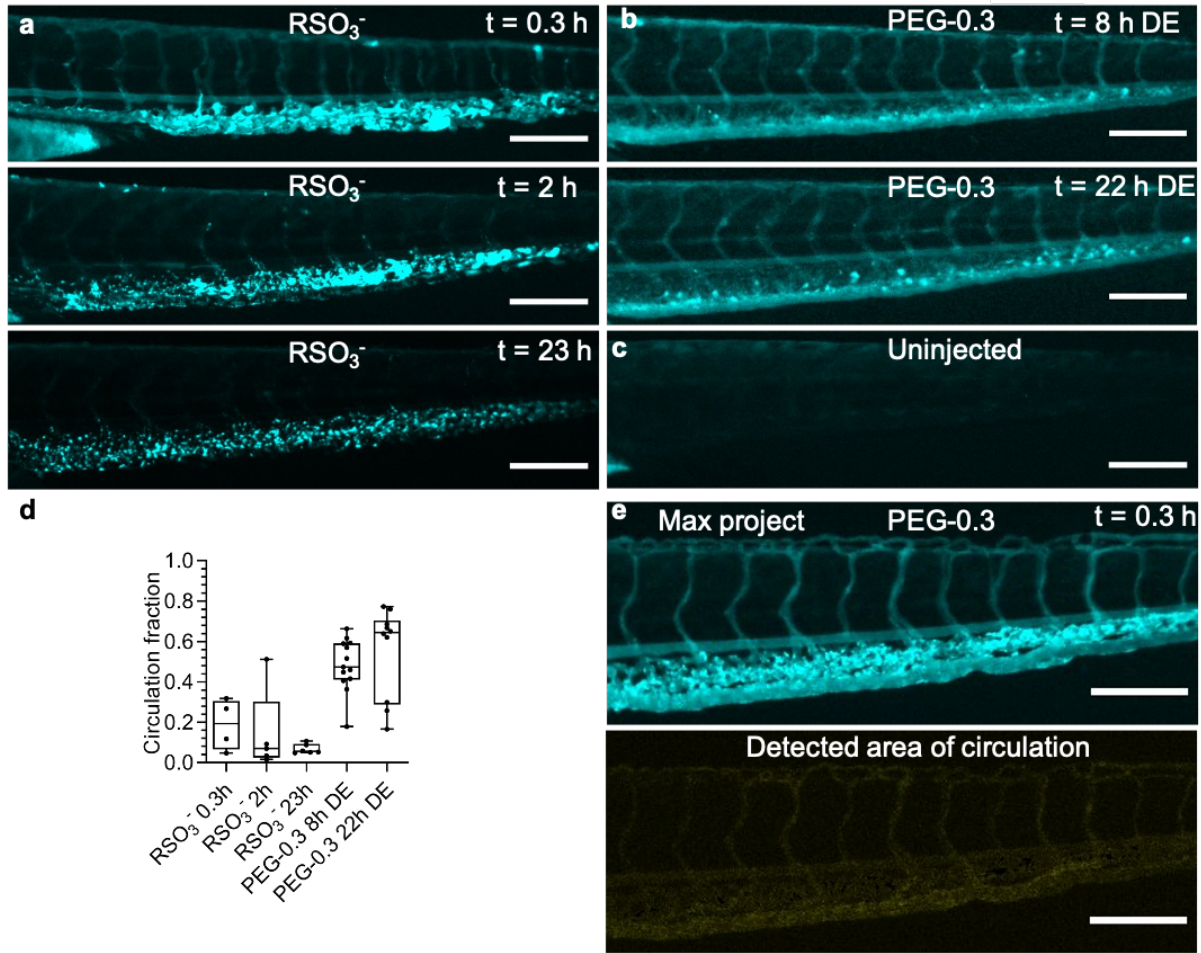 a RSO₃⁻ t = 0.3 h
RSO₃⁻ t = 2 h
RSO₃⁻ t = 23 h
b PEG-0.3 t = 8 h DE
PEG-0.3 t = 22 h DE
c Uninjected
d
Circulation fraction
1.0
0.8
0.6
0.4
0.2
0.0
RSO₃⁻ 0.3h
RSO₃⁻ 2h
RSO₃⁻ 23h
PEG-0.3 8h DE
PEG-0.3 22h DE
e Max project PEG-0.3 t = 0.3 h
Detected area of circulation